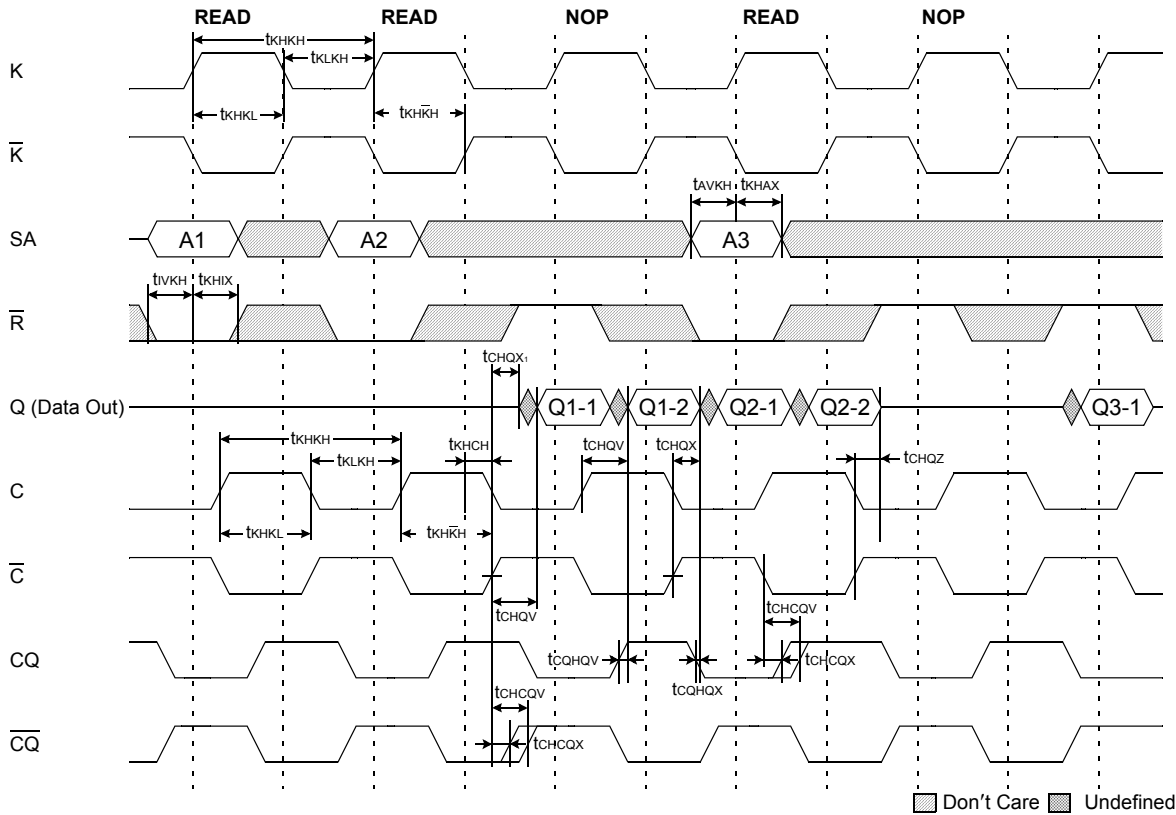 READ READ NOP READ NOP
tKHKH
tKLKH
K
tKHKL
tKHK̅H
K̅
tAVKH tKHAX
SA A1 A2 A3
tIVKH tKHIX
R̅
tCHQX1
Q (Data Out) Q1-1 Q1-2 Q2-1 Q2-2 Q3-1
tKHKH tKHCH tCHQV tCHQX
tKLKH tCHQZ
C
tKHKL tKHK̅H
C̅
tCHQV tCHCQV
CQ tCQHQV tCHCQX
tCQHQX
tCHCQV
C̅Q̅ tCHCQX
Don't Care Undefined